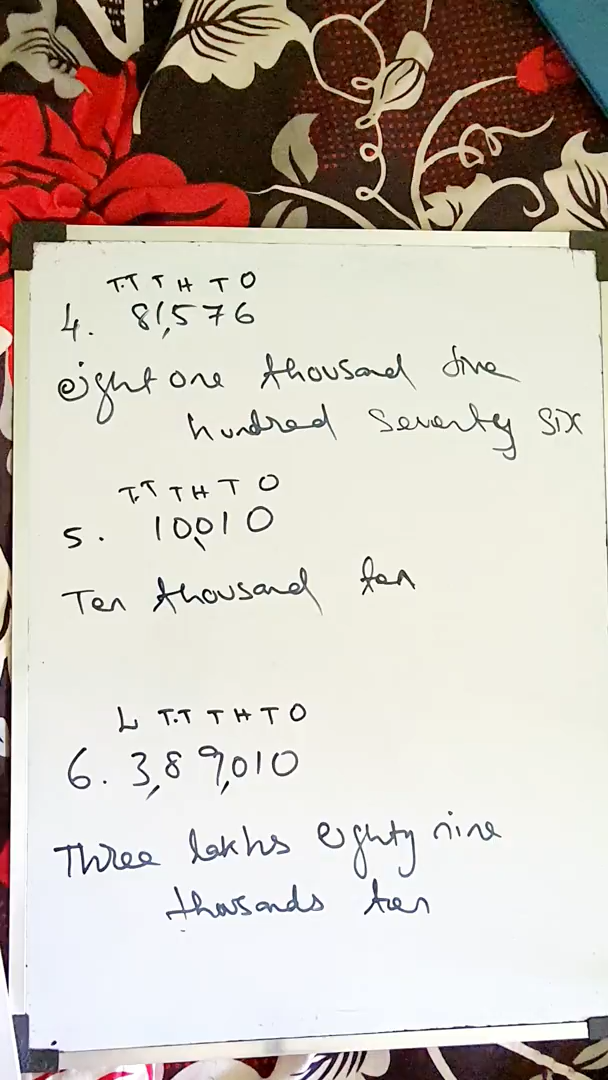 T.T T H T O
4. 81,576
eight one thousand five
hundred seventy six
T.T T H T O
5. 10,010
Ten thousand ten
L T.T T H T O
6. 3,89,010
Three lakhs eighty nine
thousands ten